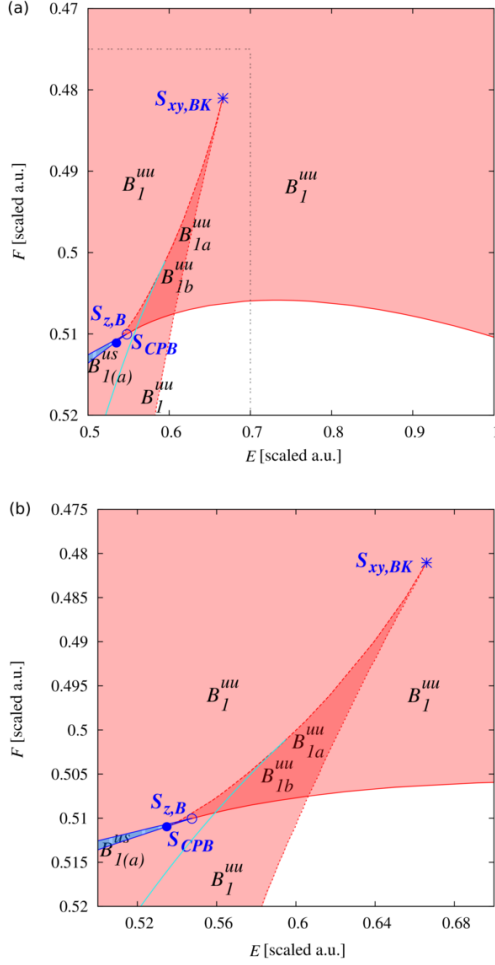 (a)
0.47
0.48
0.49
0.5
0.51
0.52
F [scaled a.u.]
S_{xy,BK}
B_1^{uu}
B_1^{uu}
B_{1a}^{uu}
B_{1b}^{uu}
S_{z,B}
S_{CPB}
B_{1(a)}^{us}
B_1^{uu}
0.5 0.6 0.7 0.8 0.9 1
E [scaled a.u.]
(b)
0.475
0.48
0.485
0.49
0.495
0.5
0.505
0.51
0.515
0.52
F [scaled a.u.]
S_{xy,BK}
B_1^{uu}
B_1^{uu}
B_{1a}^{uu}
B_{1b}^{uu}
S_{z,B}
S_{CPB}
B_{1(a)}^{us}
B_1^{uu}
0.52 0.56 0.6 0.64 0.68
E [scaled a.u.]